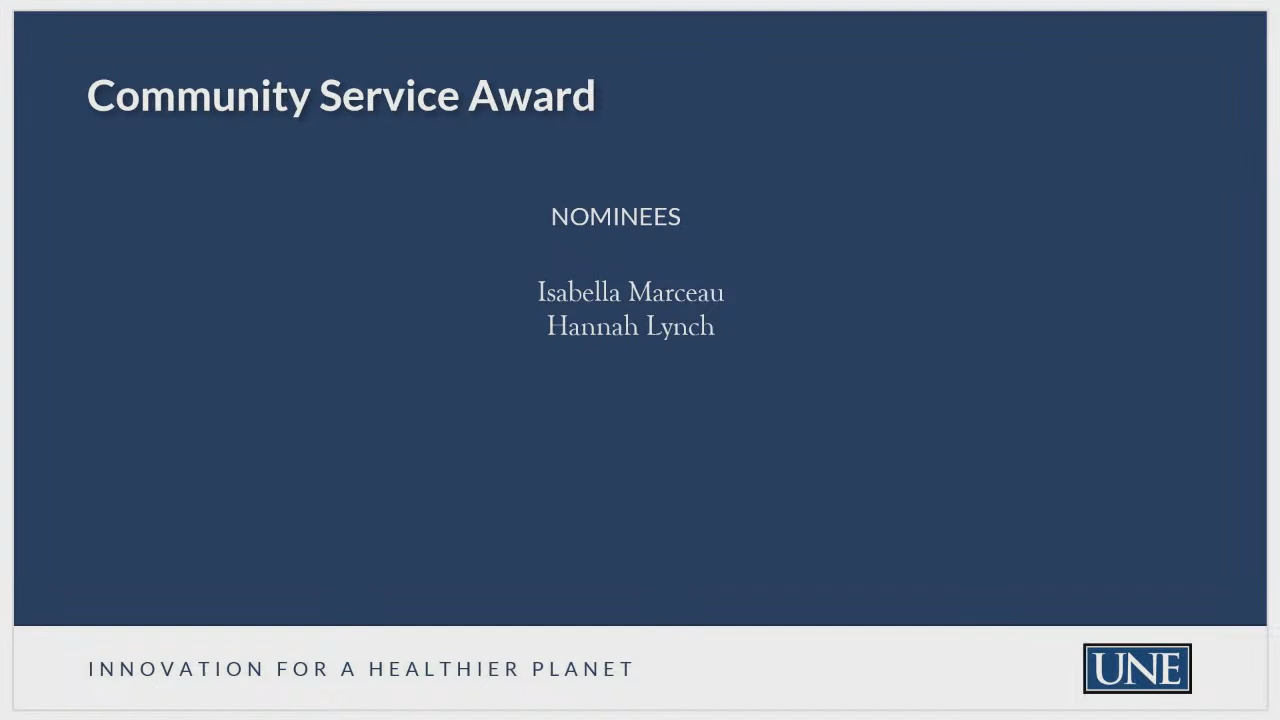 Community Service Award
NOMINEES
Isabella Marceau
Hannah Lynch
INNOVATION FOR A HEALTHIER PLANET
UNE